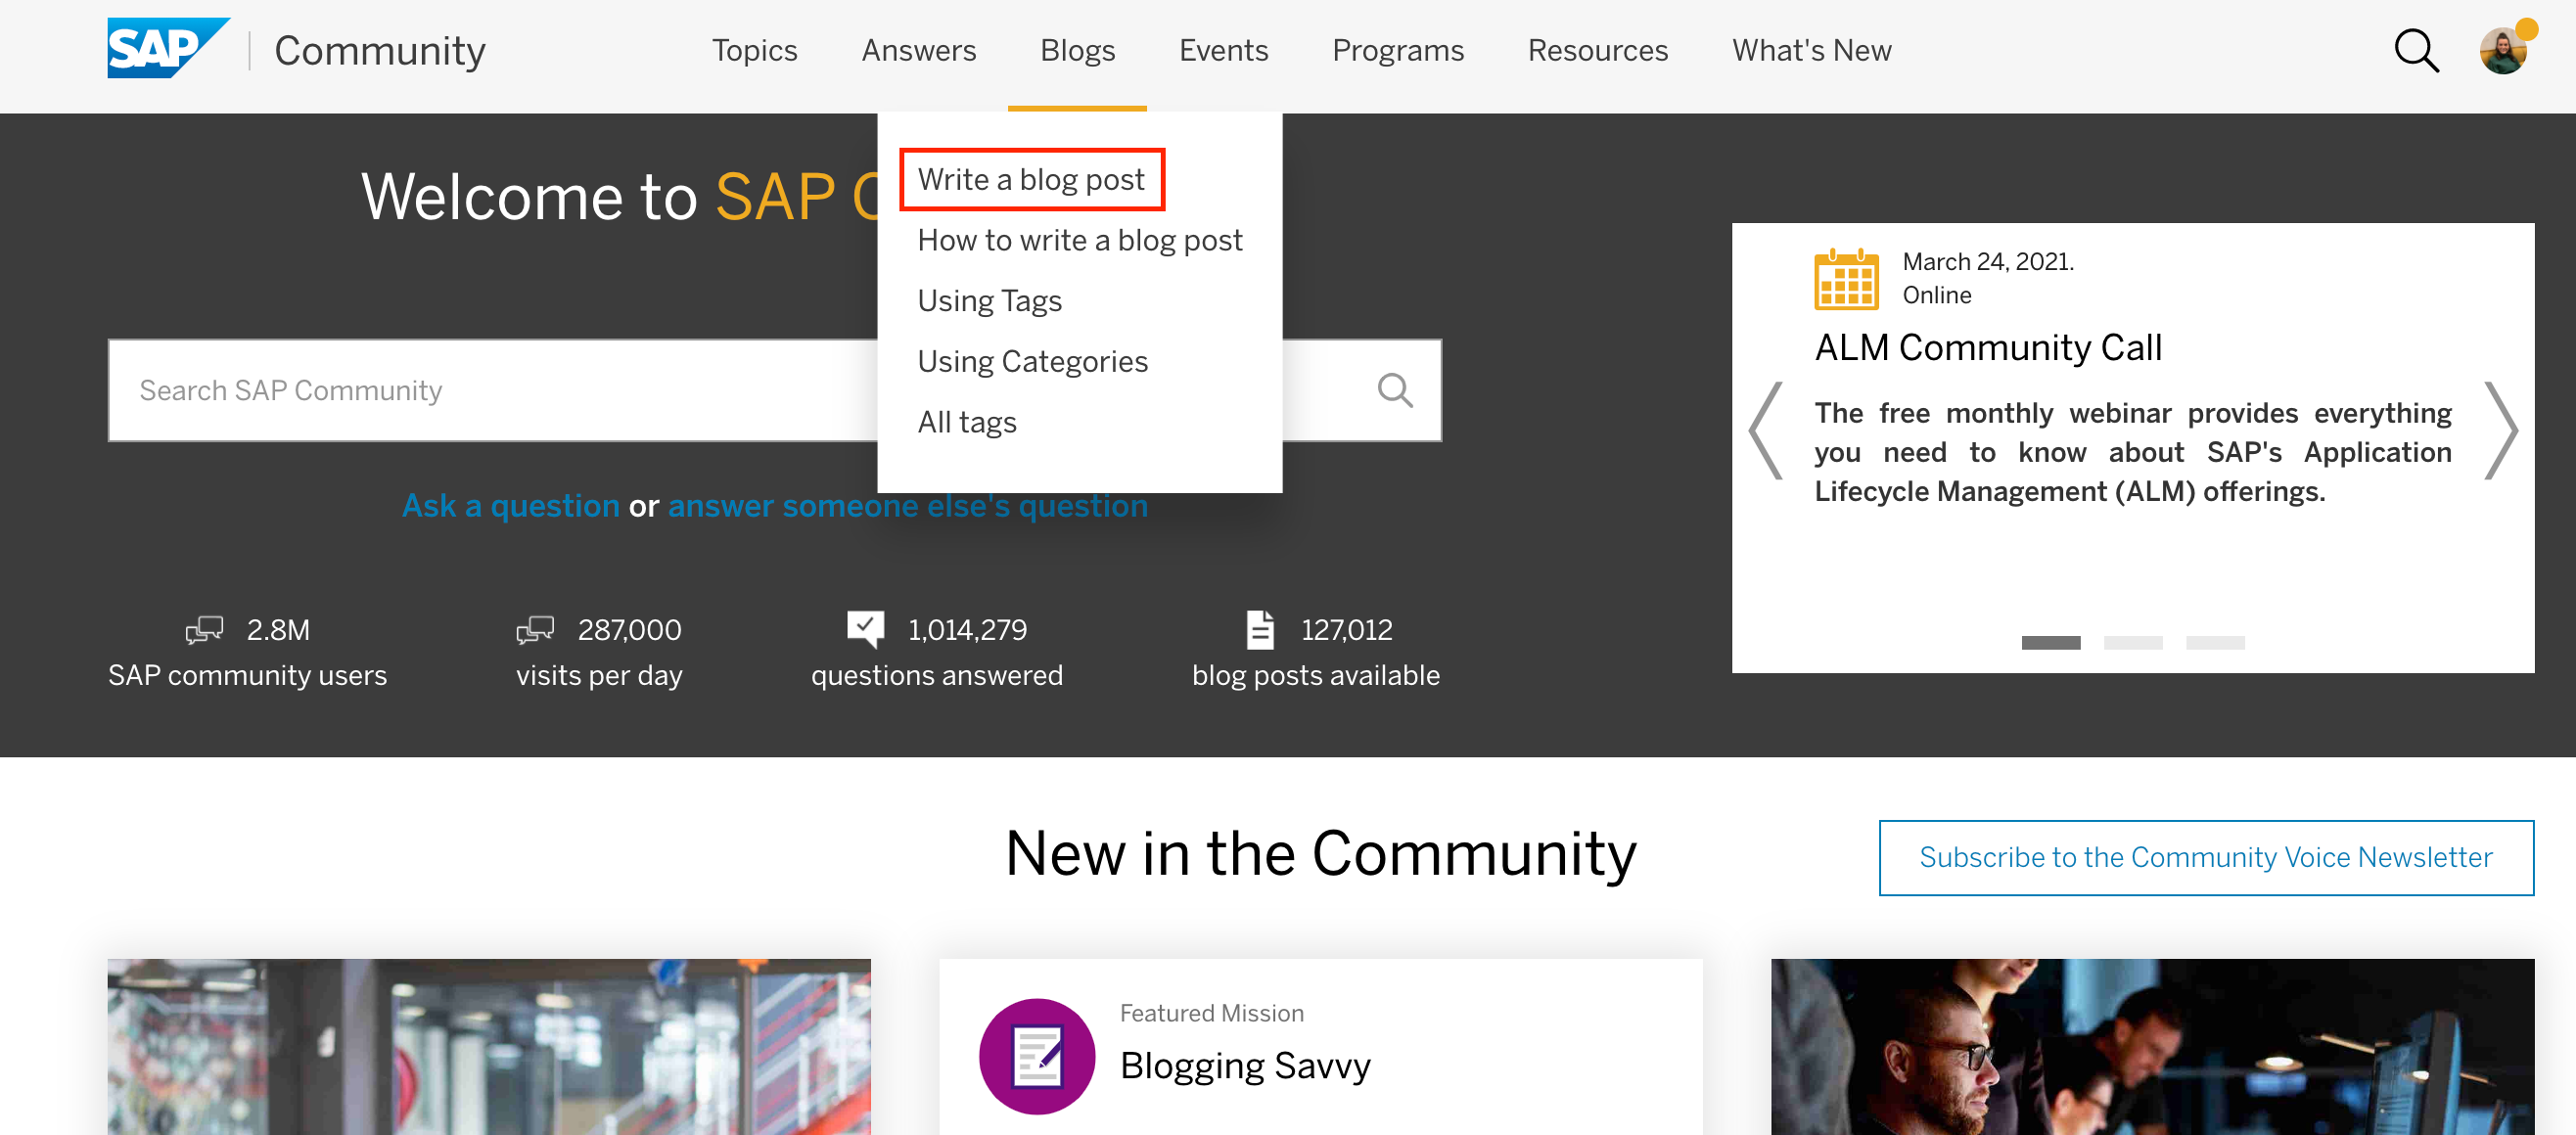 SAP Community
Topics
Answers
Blogs
Events
Programs
Resources
What's New
Write a blog post
How to write a blog post
Using Tags
Using Categories
All tags
Welcome to SAP C
Search SAP Community
Ask a question or answer someone else's question
2.8M
SAP community users
287,000
visits per day
1,014,279
questions answered
127,012
blog posts available
March 24, 2021.
Online
ALM Community Call
The free monthly webinar provides everything
you need to know about SAP's Application
Lifecycle Management (ALM) offerings.
New in the Community
Subscribe to the Community Voice Newsletter
Featured Mission
Blogging Savvy